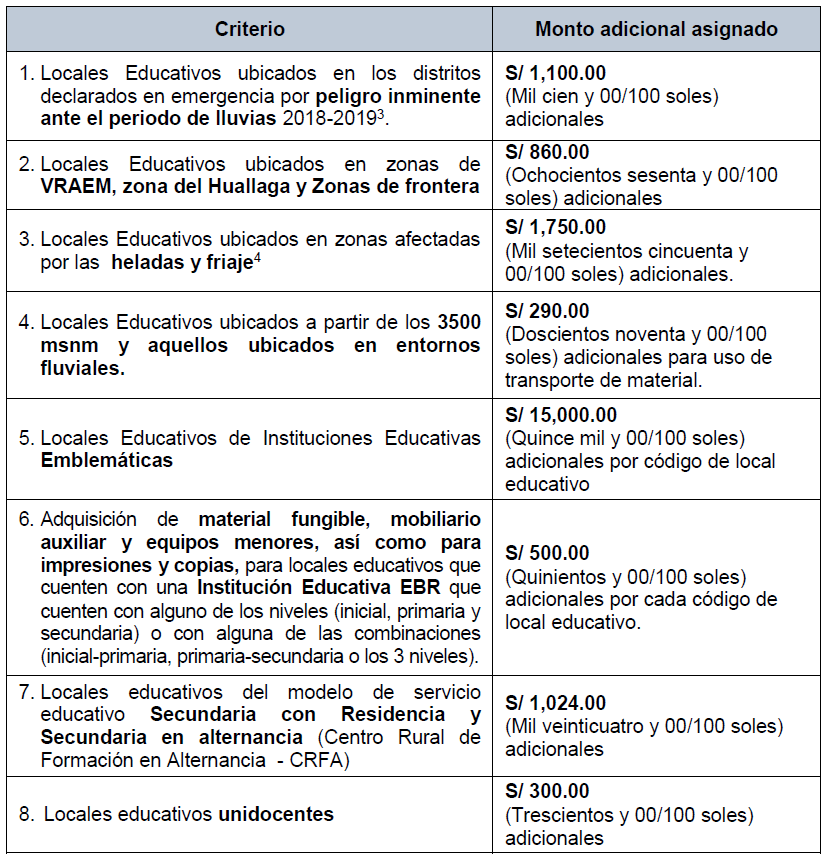 Criterio
Monto adicional asignado
1. Locales Educativos ubicados en los distritos
declarados en emergencia por peligro inminente
ante el periodo de lluvias 2018-2019³.
S/ 1,100.00
(Mil cien y 00/100 soles)
adicionales
2. Locales Educativos ubicados en zonas de
VRAEM, zona del Huallaga y Zonas de frontera
S/ 860.00
(Ochocientos sesenta y 00/100
soles) adicionales
3. Locales Educativos ubicados en zonas afectadas
por las heladas y friaje⁴
S/ 1,750.00
(Mil setecientos cincuenta y
00/100 soles) adicionales.
4. Locales Educativos ubicados a partir de los 3500
msnm y aquellos ubicados en entornos
fluviales.
S/ 290.00
(Doscientos noventa y 00/100
soles) adicionales para uso de
transporte de material.
5. Locales Educativos de Instituciones Educativas
Emblemáticas
S/ 15,000.00
(Quince mil y 00/100 soles)
adicionales por código de local
educativo
6. Adquisición de material fungible, mobiliario
auxiliar y equipos menores, así como para
impresiones y copias, para locales educativos que
cuenten con una Institución Educativa EBR que
cuenten con alguno de los niveles (inicial, primaria y
secundaria) o con alguna de las combinaciones
(inicial-primaria, primaria-secundaria o los 3 niveles).
S/ 500.00
(Quinientos y 00/100 soles)
adicionales por cada código de
local educativo.
7. Locales educativos del modelo de servicio
educativo Secundaria con Residencia y
Secundaria en alternancia (Centro Rural de
Formación en Alternancia - CRFA)
S/ 1,024.00
(Mil veinticuatro y 00/100 soles)
adicionales
8. Locales educativos unidocentes
S/ 300.00
(Trescientos y 00/100 soles)
adicionales